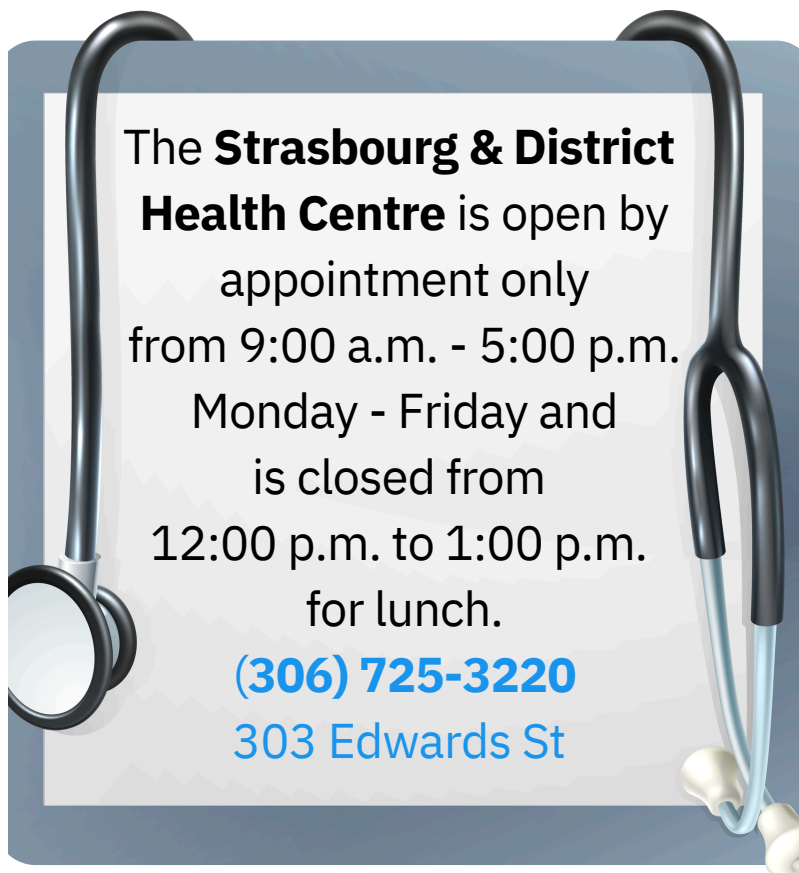 The Strasbourg & District
Health Centre is open by
appointment only
from 9:00 a.m. - 5:00 p.m.
Monday - Friday and
is closed from
12:00 p.m. to 1:00 p.m.
for lunch.
(306) 725-3220
303 Edwards St